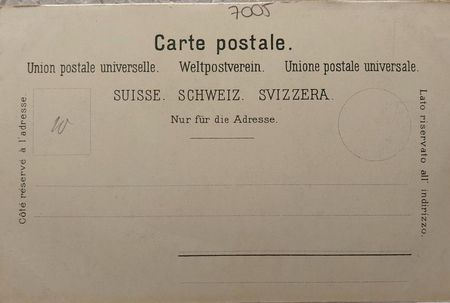 7005
Carte postale.
Union postale universelle. Weltpostverein. Unione postale universale.
SUISSE. SCHWEIZ. SVIZZERA.
Nur für die Adresse.
Côté réservé à l'adresse.
Lato riservato all' indirizzo.